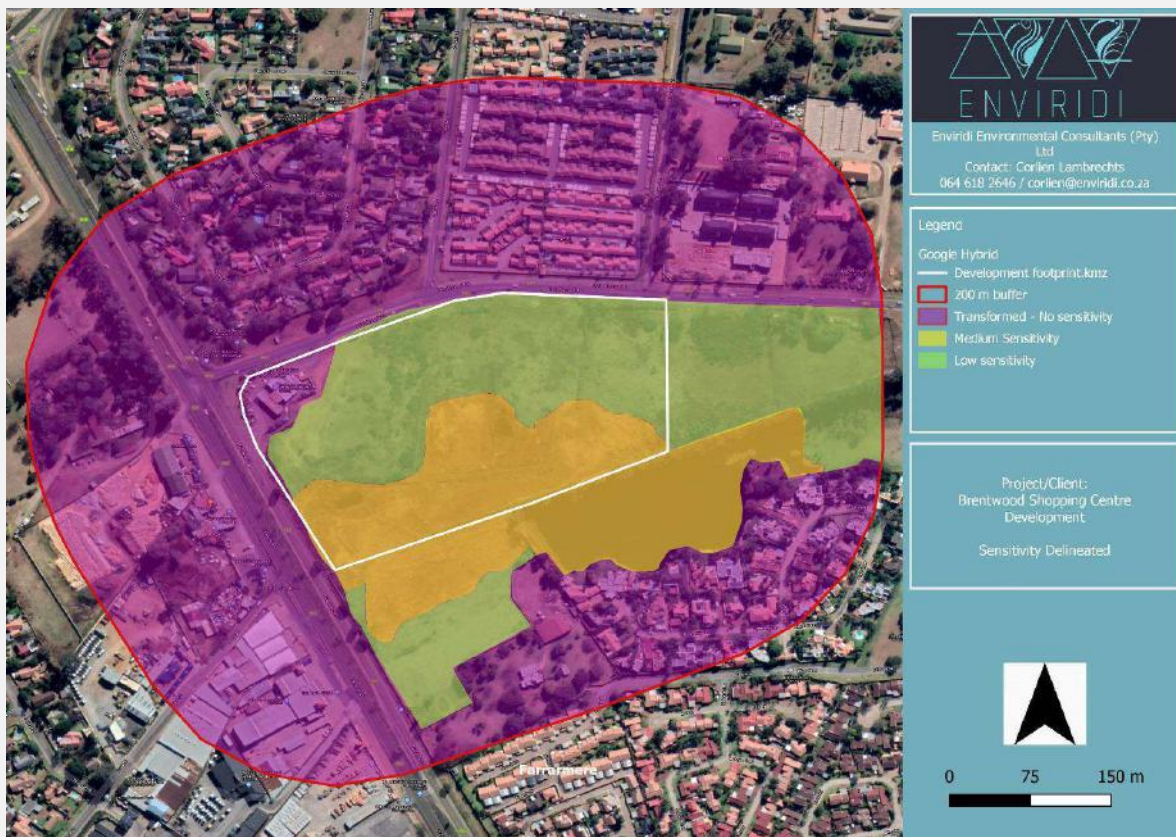 ENVIRIDI
Enviridi Environmental Consultants (Pty)
Ltd
Contact: Corlien Lambrechts
064 618 2646 / corlien@enviridi.co.za
Legend
Google Hybrid
Development footprint.kmz
200 m buffer
Transformed - No sensitivity
Medium Sensitivity
Low sensitivity
Project/Client:
Brentwood Shopping Centre
Development
Sensitivity Delineated
0 75 150 m
Farrarmere